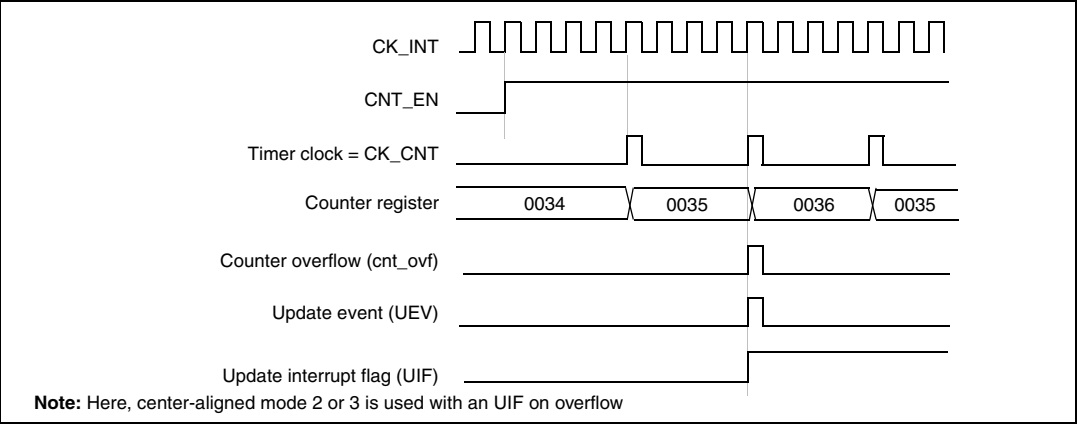 CK_INT
CNT_EN
Timer clock = CK_CNT
Counter register 0034 0035 0036 0035
Counter overflow (cnt_ovf)
Update event (UEV)
Update interrupt flag (UIF)
Note: Here, center-aligned mode 2 or 3 is used with an UIF on overflow